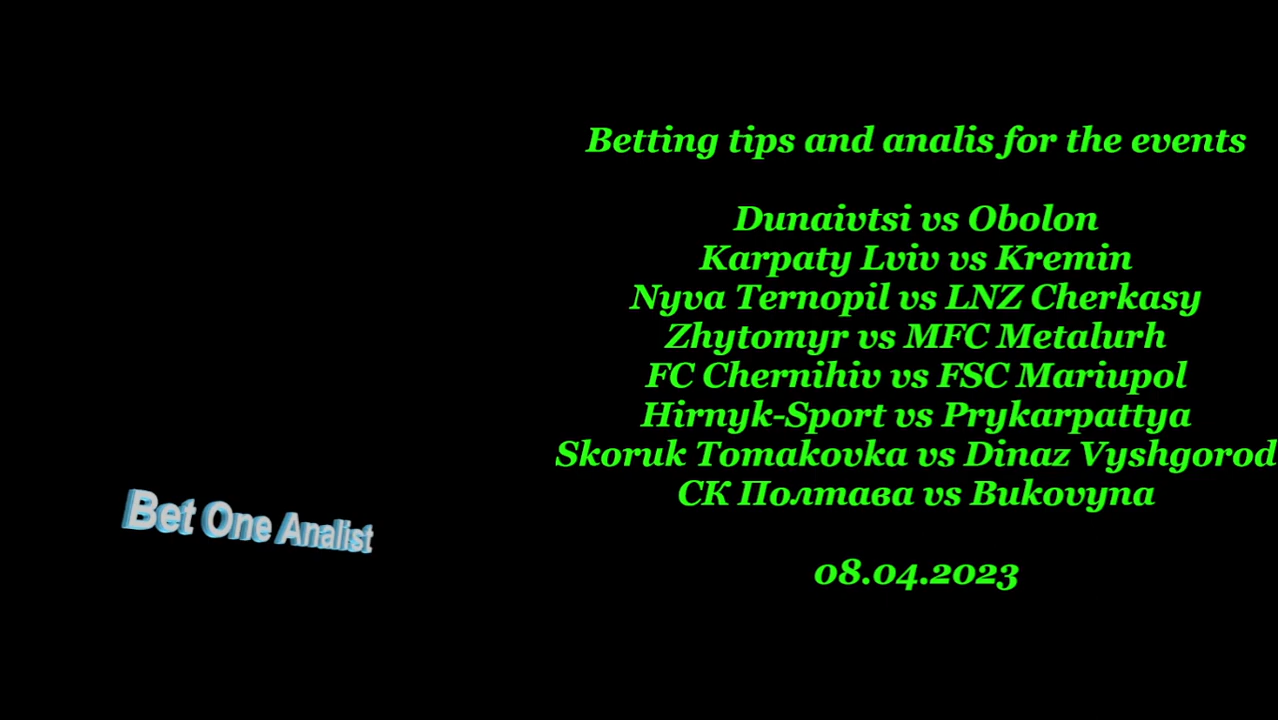 Betting tips and analis for the events
Dunaivtsi vs Obolon
Karpaty Lviv vs Kremin
Nyva Ternopil vs LNZ Cherkasy
Zhytomyr vs MFC Metalurh
FC Chernihiv vs FSC Mariupol
Hirnyk-Sport vs Prykarpattya
Skoruk Tomakovka vs Dinaz Vyshgorod
СК Полтава vs Bukovyna
08.04.2023
Bet One Analist